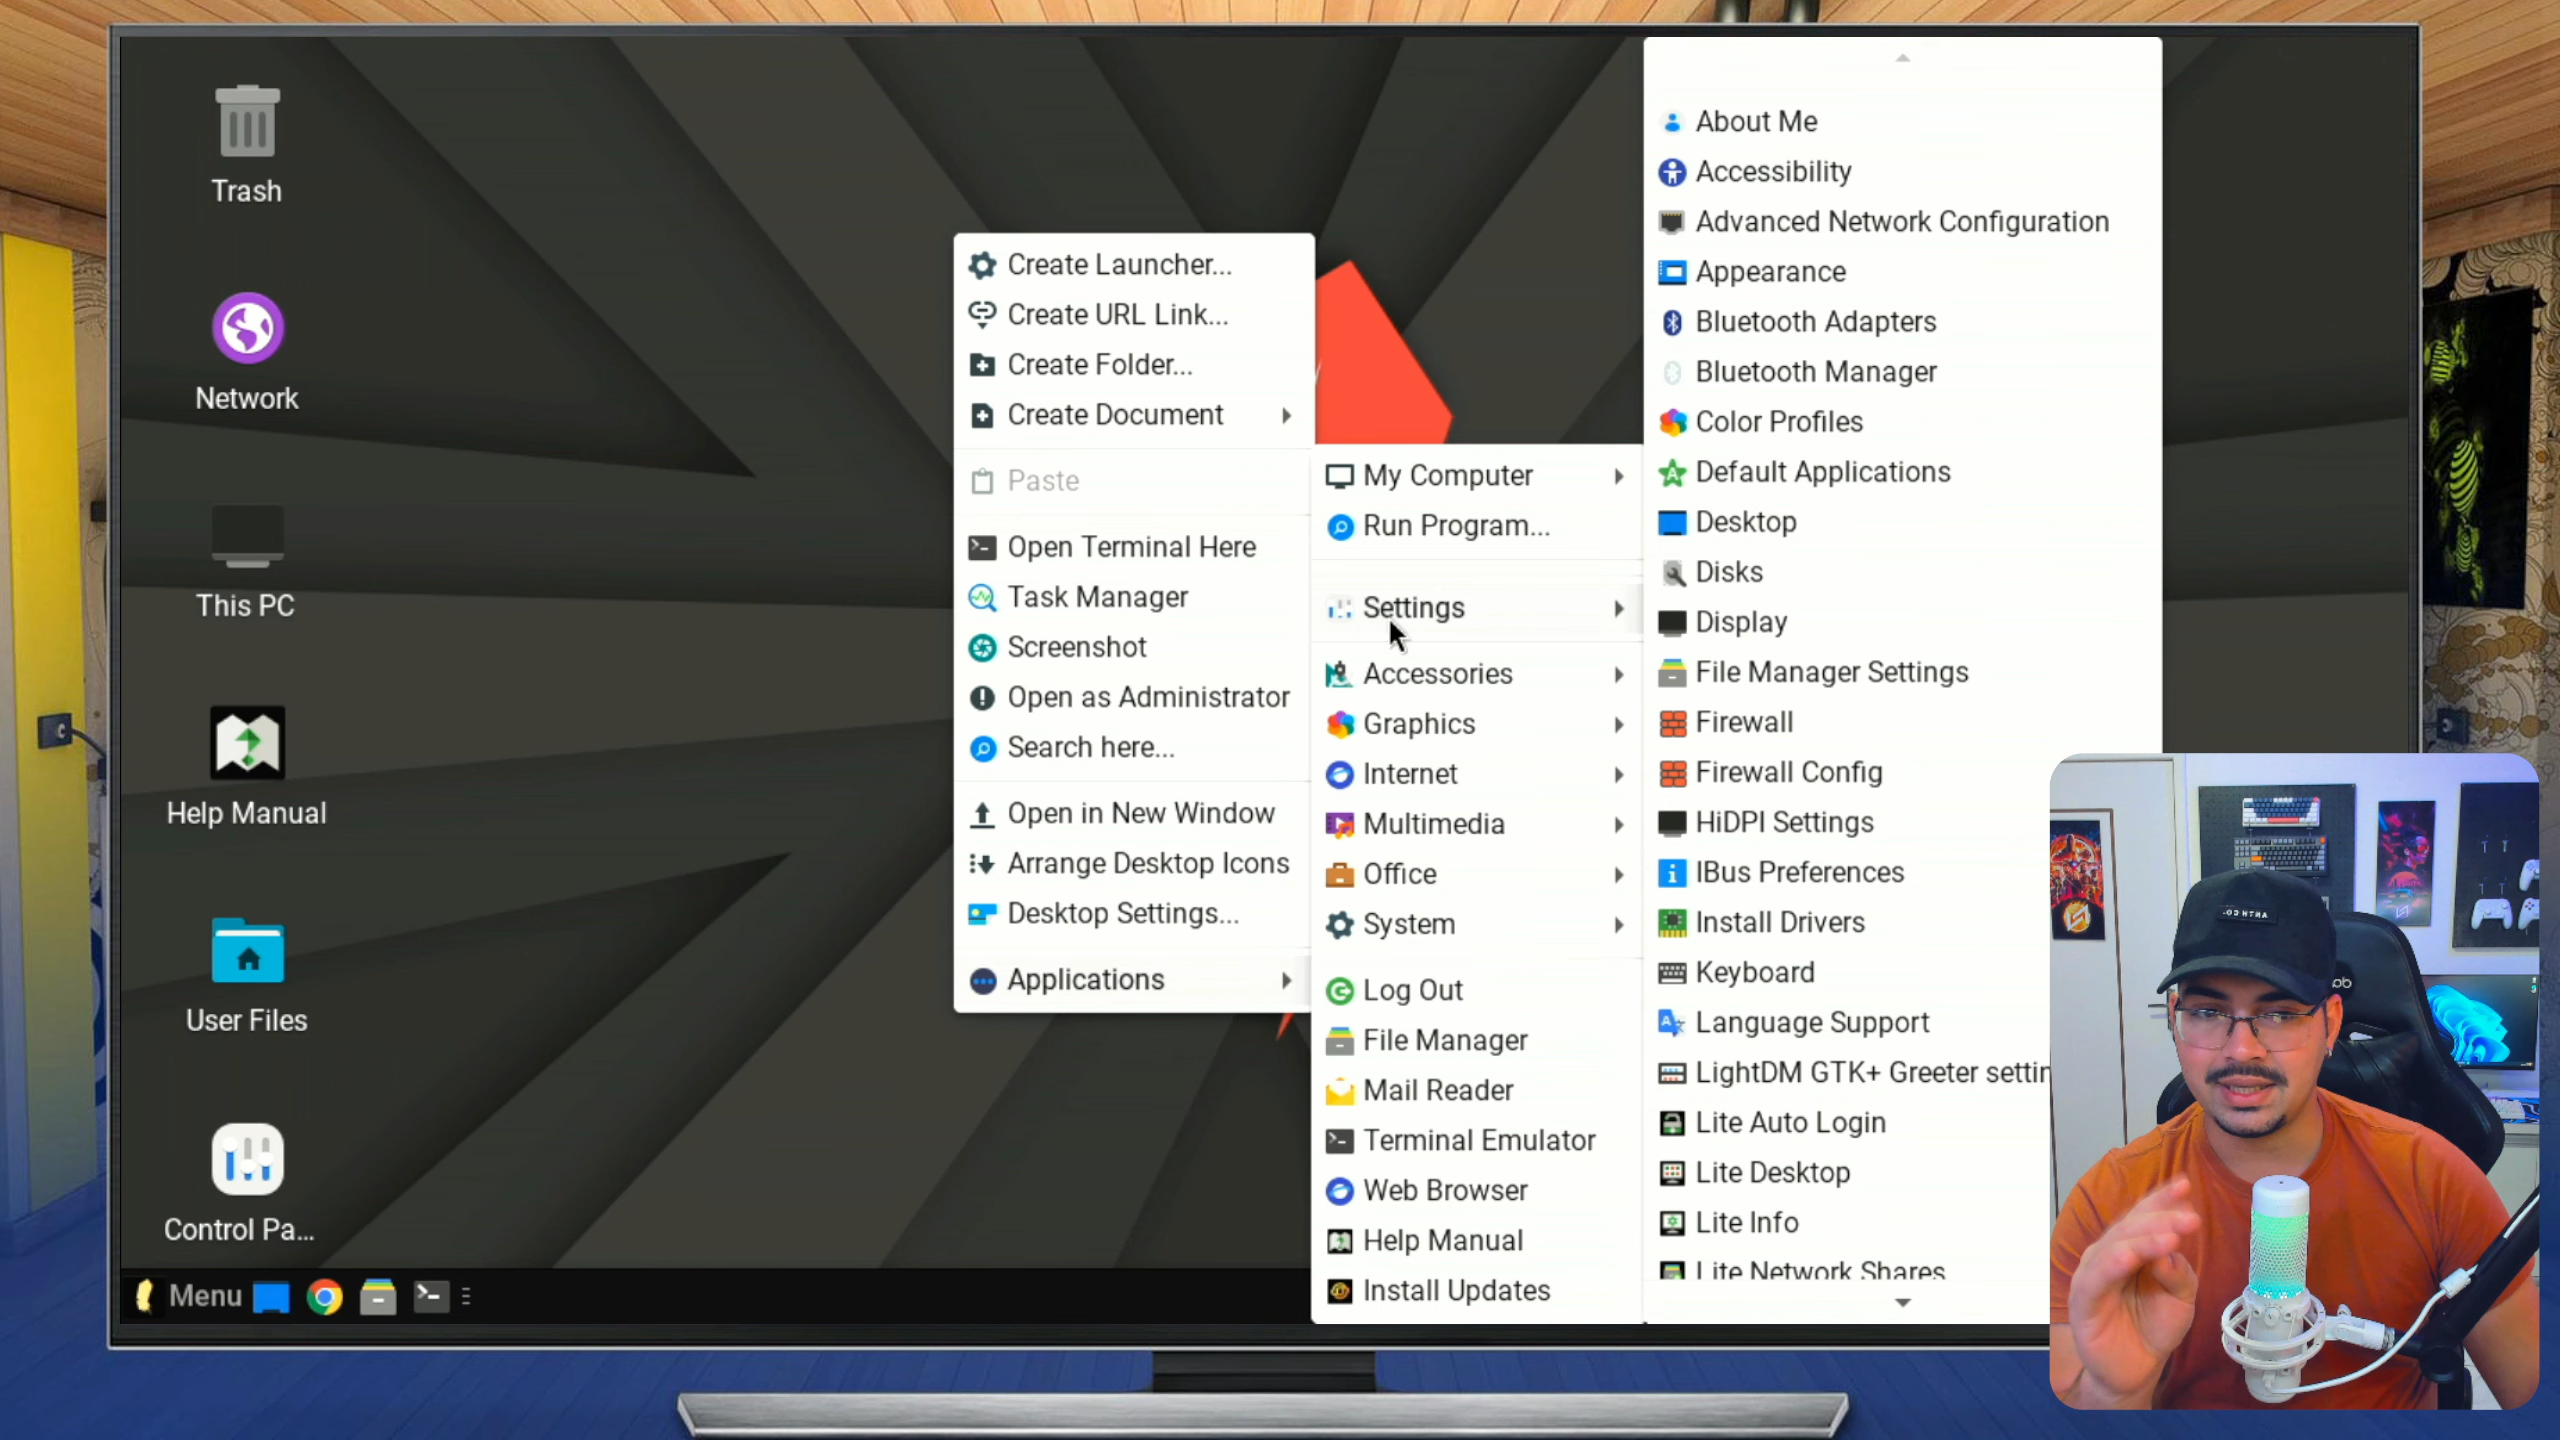 Trash
Network
This PC
Help Manual
User Files
Control Pa...
Create Launcher...
Create URL Link...
Create Folder...
Create Document
Paste
Open Terminal Here
Task Manager
Screenshot
Open as Administrator
Search here...
Open in New Window
Arrange Desktop Icons
Desktop Settings...
Applications
My Computer
Run Program...
Settings
Accessories
Graphics
Internet
Multimedia
Office
System
Log Out
File Manager
Mail Reader
Terminal Emulator
Web Browser
Help Manual
Install Updates
About Me
Accessibility
Advanced Network Configuration
Appearance
Bluetooth Adapters
Bluetooth Manager
Color Profiles
Default Applications
Desktop
Disks
Display
File Manager Settings
Firewall
Firewall Config
HiDPI Settings
IBus Preferences
Install Drivers
Keyboard
Language Support
LightDM GTK+ Greeter settin
Lite Auto Login
Lite Desktop
Lite Info
Lite Network Shares
Menu